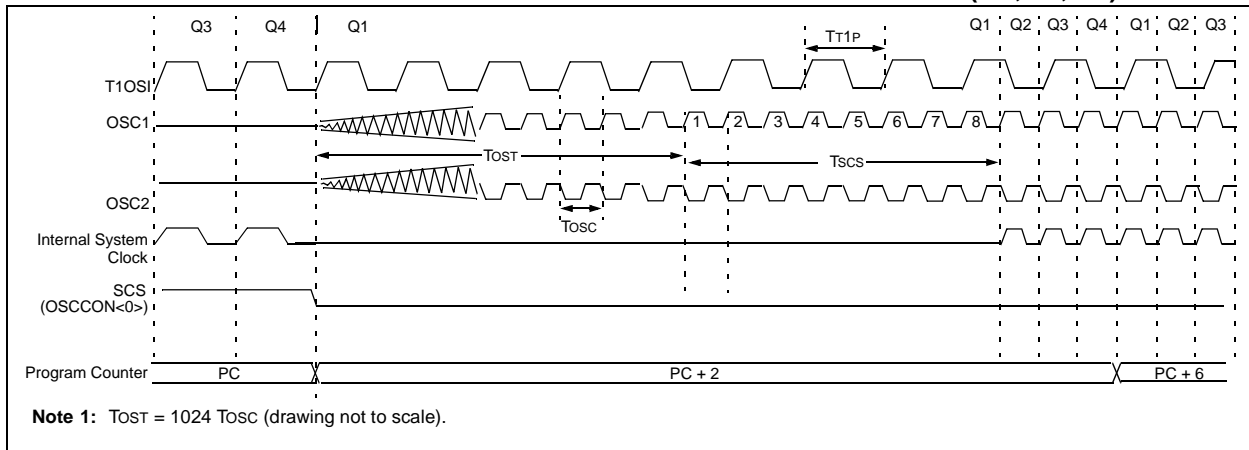 Q3 Q4 Q1 Q1 Q2 Q3 Q4 Q1 Q2 Q3
TT1P
T1OSI
OSC1
1 2 3 4 5 6 7 8
TOST
TSCS
OSC2
TOSC
Internal System
Clock
SCS
(OSCCON<0>)
Program Counter PC PC + 2 PC + 6
Note 1: TOST = 1024 TOSC (drawing not to scale).